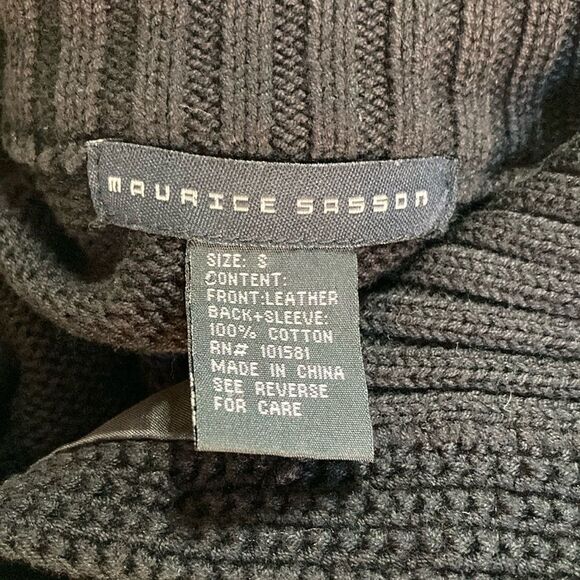 MAURICE SASSON
SIZE: S
CONTENT:
FRONT:LEATHER
BACK+SLEEVE:
100% COTTON
RN# 101581
MADE IN CHINA
SEE REVERSE
FOR CARE